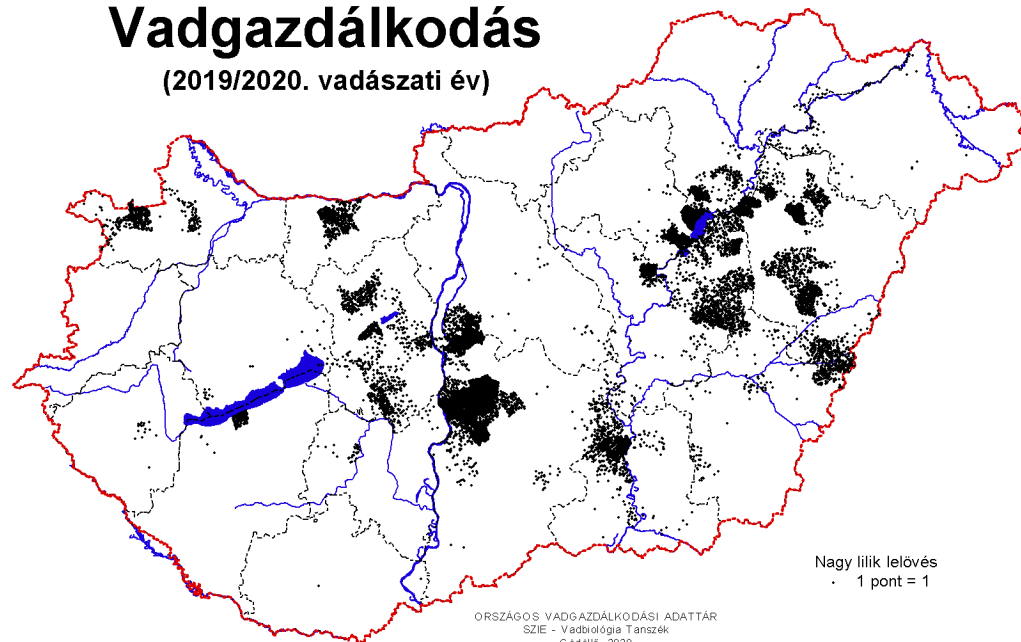 Vadgazdálkodás
(2019/2020. vadászati év)
Nagy lilik lelövés
1 pont = 1
ORSZÁGOS VADGAZDÁLKODÁSI ADATTÁR
SZIE - Vadbiológia Tanszék